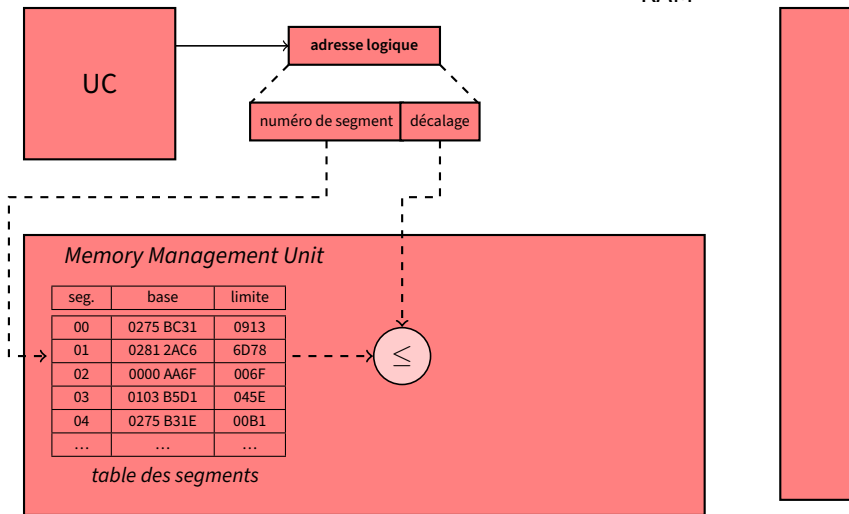 UC
adresse logique
numéro de segment décalage
Memory Management Unit
seg. base limite
00 0275 BC31 0913
01 0281 2AC6 6D78
02 0000 AA6F 006F
03 0103 B5D1 045E
04 0275 B31E 00B1
… … …
≤
table des segments